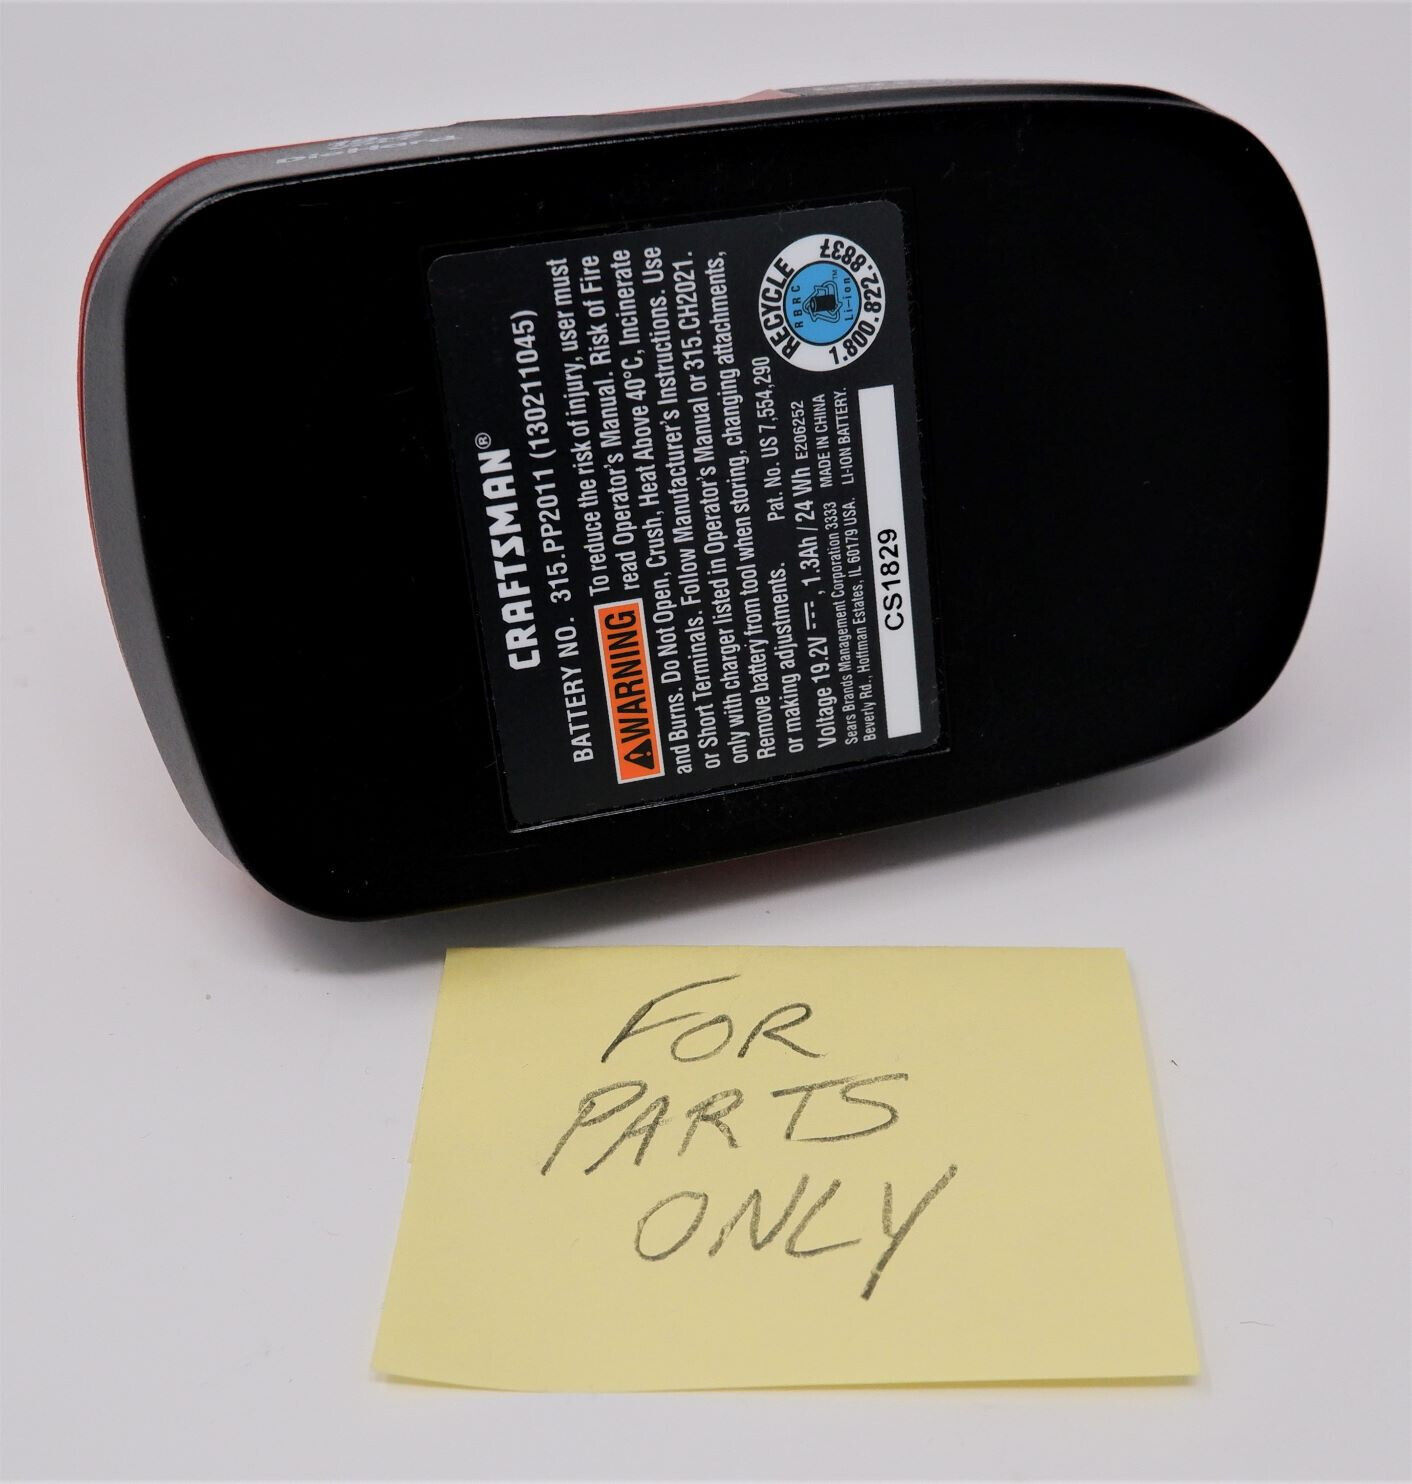 DieHard
CRAFTSMAN®
BATTERY NO. 315.PP2011 (130211045)
⚠WARNING To reduce the risk of injury, user must
read Operator's Manual. Risk of Fire
and Burns. Do Not Open, Crush, Heat Above 40°C, Incinerate
or Short Terminals. Follow Manufacturer's Instructions. Use
only with charger listed in Operator's Manual or 315.CH2021.
Remove battery from tool when storing, changing attachments,
or making adjustments. Pat. No. US 7,554,290
Voltage 19.2V ⎓, 1.3Ah / 24 Wh E206252
Sears Brands Management Corporation 3333 MADE IN CHINA
Beverly Rd., Hoffman Estates, IL 60179 USA. LI-ION BATTERY.
CS1829
RECYCLE
RBRC
Li-ion
TM
1.800.822.8837
FOR
PARTS
ONLY